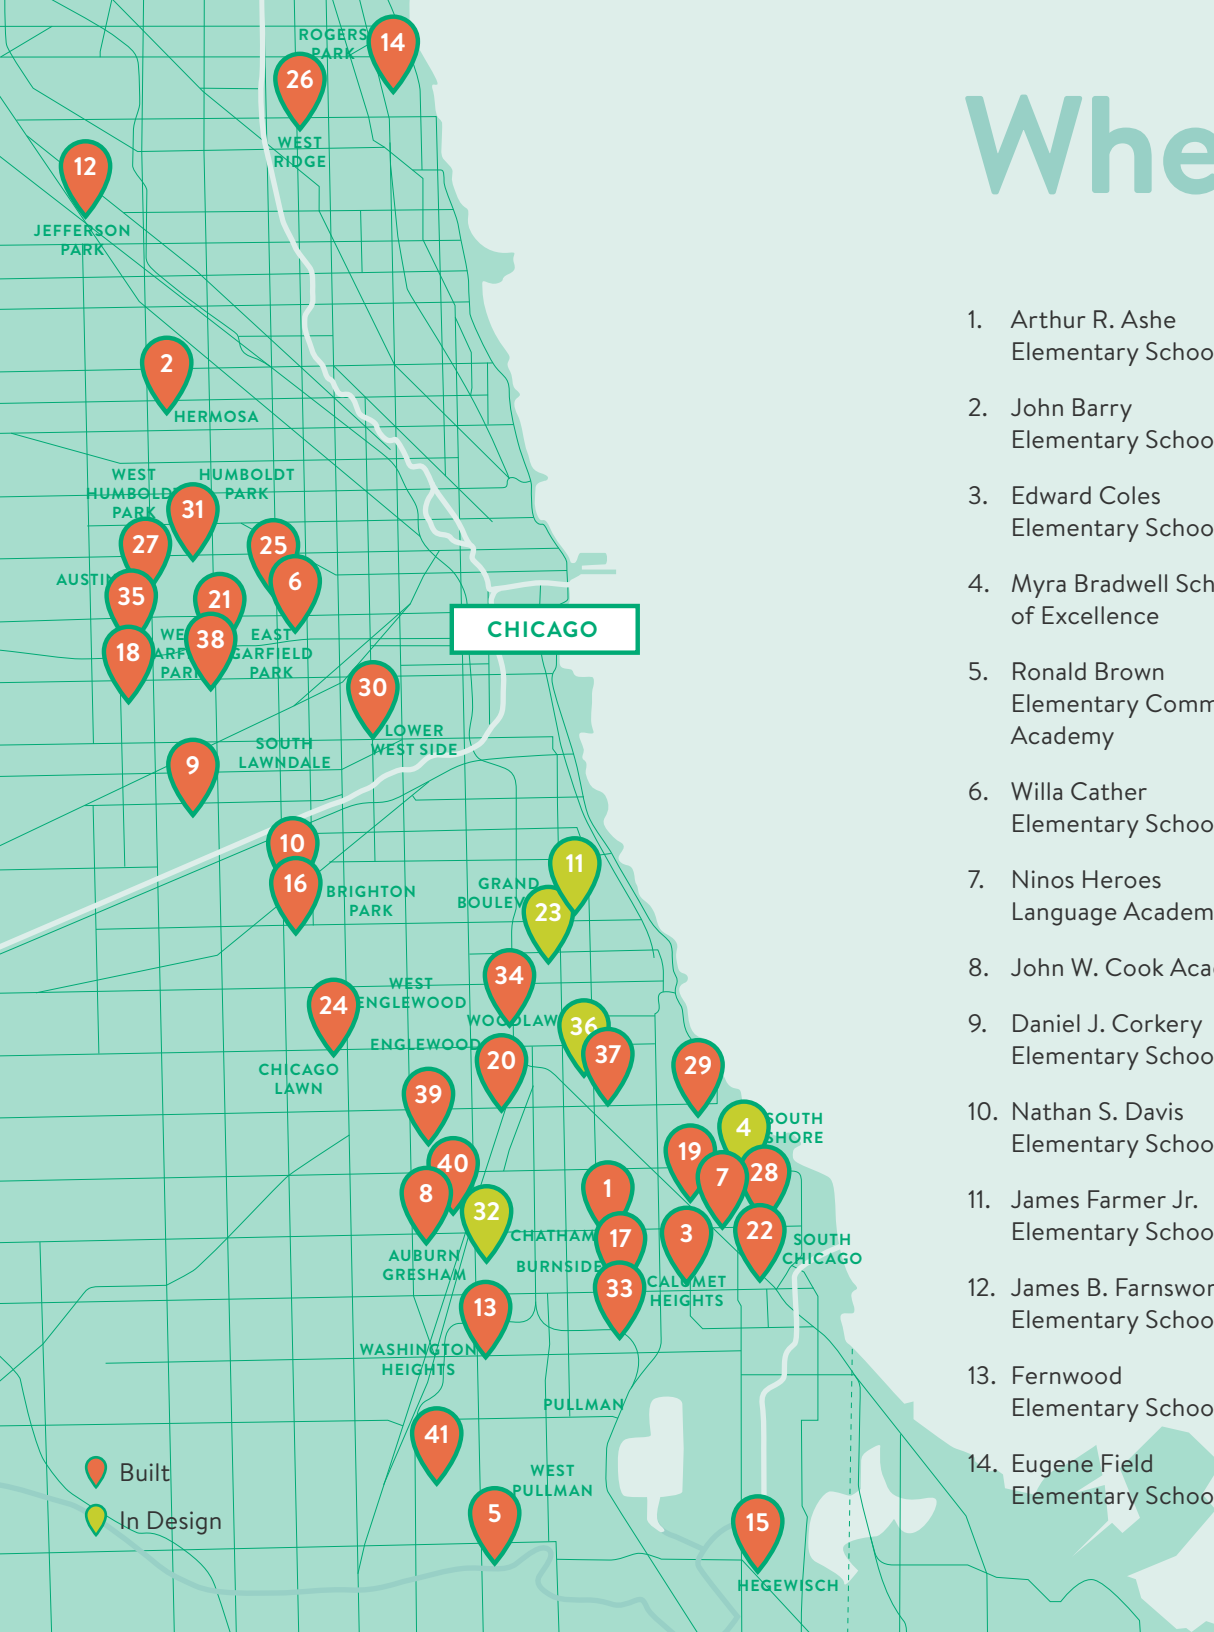 ROGERS
PARK
14
26
WEST
RIDGE
12
JEFFERSON
PARK
2
HERMOSA
WEST
HUMBOLDT
PARK
HUMBOLDT
PARK
31
27
25
AUSTIN
6
35
21
38
18
EAST
GARFIELD
PARK
PARK
CHICAGO
30
LOWER
WEST SIDE
SOUTH
LAWNDALE
9
10
16
BRIGHTON
PARK
11
GRAND
BOULEV
23
34
WEST
ENGLEWOOD
24
WOODLAW
36
ENGLEWOOD
37
20
29
CHICAGO
LAWN
39
4
SOUTH
SHORE
19
40
7
28
8
1
32
CHATHAM
17
3
22
SOUTH
CHICAGO
AUBURN
GRESHAM
BURNSIDE
33
CALUMET
HEIGHTS
13
WASHINGTON
HEIGHTS
PULLMAN
41
WEST
PULLMAN
5
15
HEGEWISCH
Built
In Design
Whe
1. Arthur R. Ashe
Elementary Schoo
2. John Barry
Elementary Schoo
3. Edward Coles
Elementary Schoo
4. Myra Bradwell Sch
of Excellence
5. Ronald Brown
Elementary Comm
Academy
6. Willa Cather
Elementary Schoo
7. Ninos Heroes
Language Academ
8. John W. Cook Aca
9. Daniel J. Corkery
Elementary Schoo
10. Nathan S. Davis
Elementary Schoo
11. James Farmer Jr.
Elementary Schoo
12. James B. Farnswor
Elementary Schoo
13. Fernwood
Elementary Schoo
14. Eugene Field
Elementary Schoo